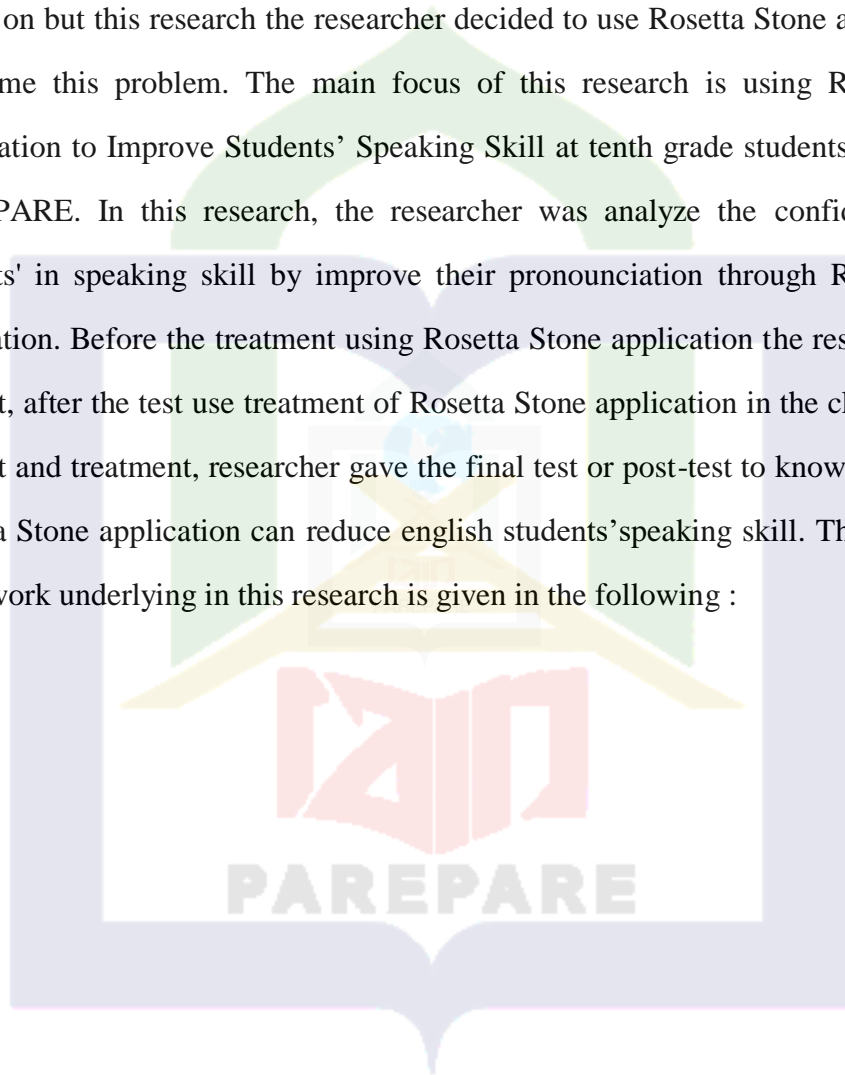 on but this research the researcher decided to use Rosetta Stone a
me this problem. The main focus of this research is using R
ation to Improve Students’ Speaking Skill at tenth grade students
PARE. In this research, the researcher was analyze the confid
ts' in speaking skill by improve their pronounciation through R
ation. Before the treatment using Rosetta Stone application the res
t, after the test use treatment of Rosetta Stone application in the cl
t and treatment, researcher gave the final test or post-test to know
a Stone application can reduce english students’speaking skill. Th
work underlying in this research is given in the following :
PAREPARE